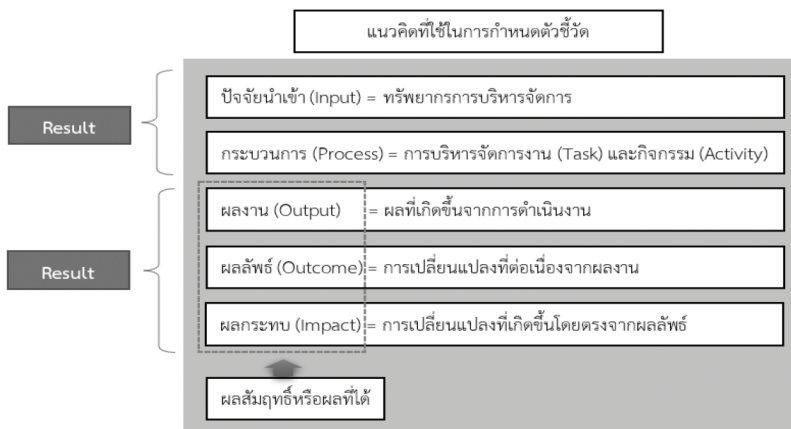 แนวคิดที่ใช้ในการกำหนดตัวชี้วัด
ปัจจัยนำเข้า (Input) = ทรัพยากรการบริหารจัดการ
Result
กระบวนการ (Process) = การบริหารจัดการงาน (Task) และกิจกรรม (Activity)
ผลงาน (Output) = ผลที่เกิดขึ้นจากการดำเนินงาน
Result
ผลลัพธ์ (Outcome) = การเปลี่ยนแปลงที่ต่อเนื่องจากผลงาน
ผลกระทบ (Impact) = การเปลี่ยนแปลงที่เกิดขึ้นโดยตรงจากผลลัพธ์
ผลสัมฤทธิ์หรือผลที่ได้